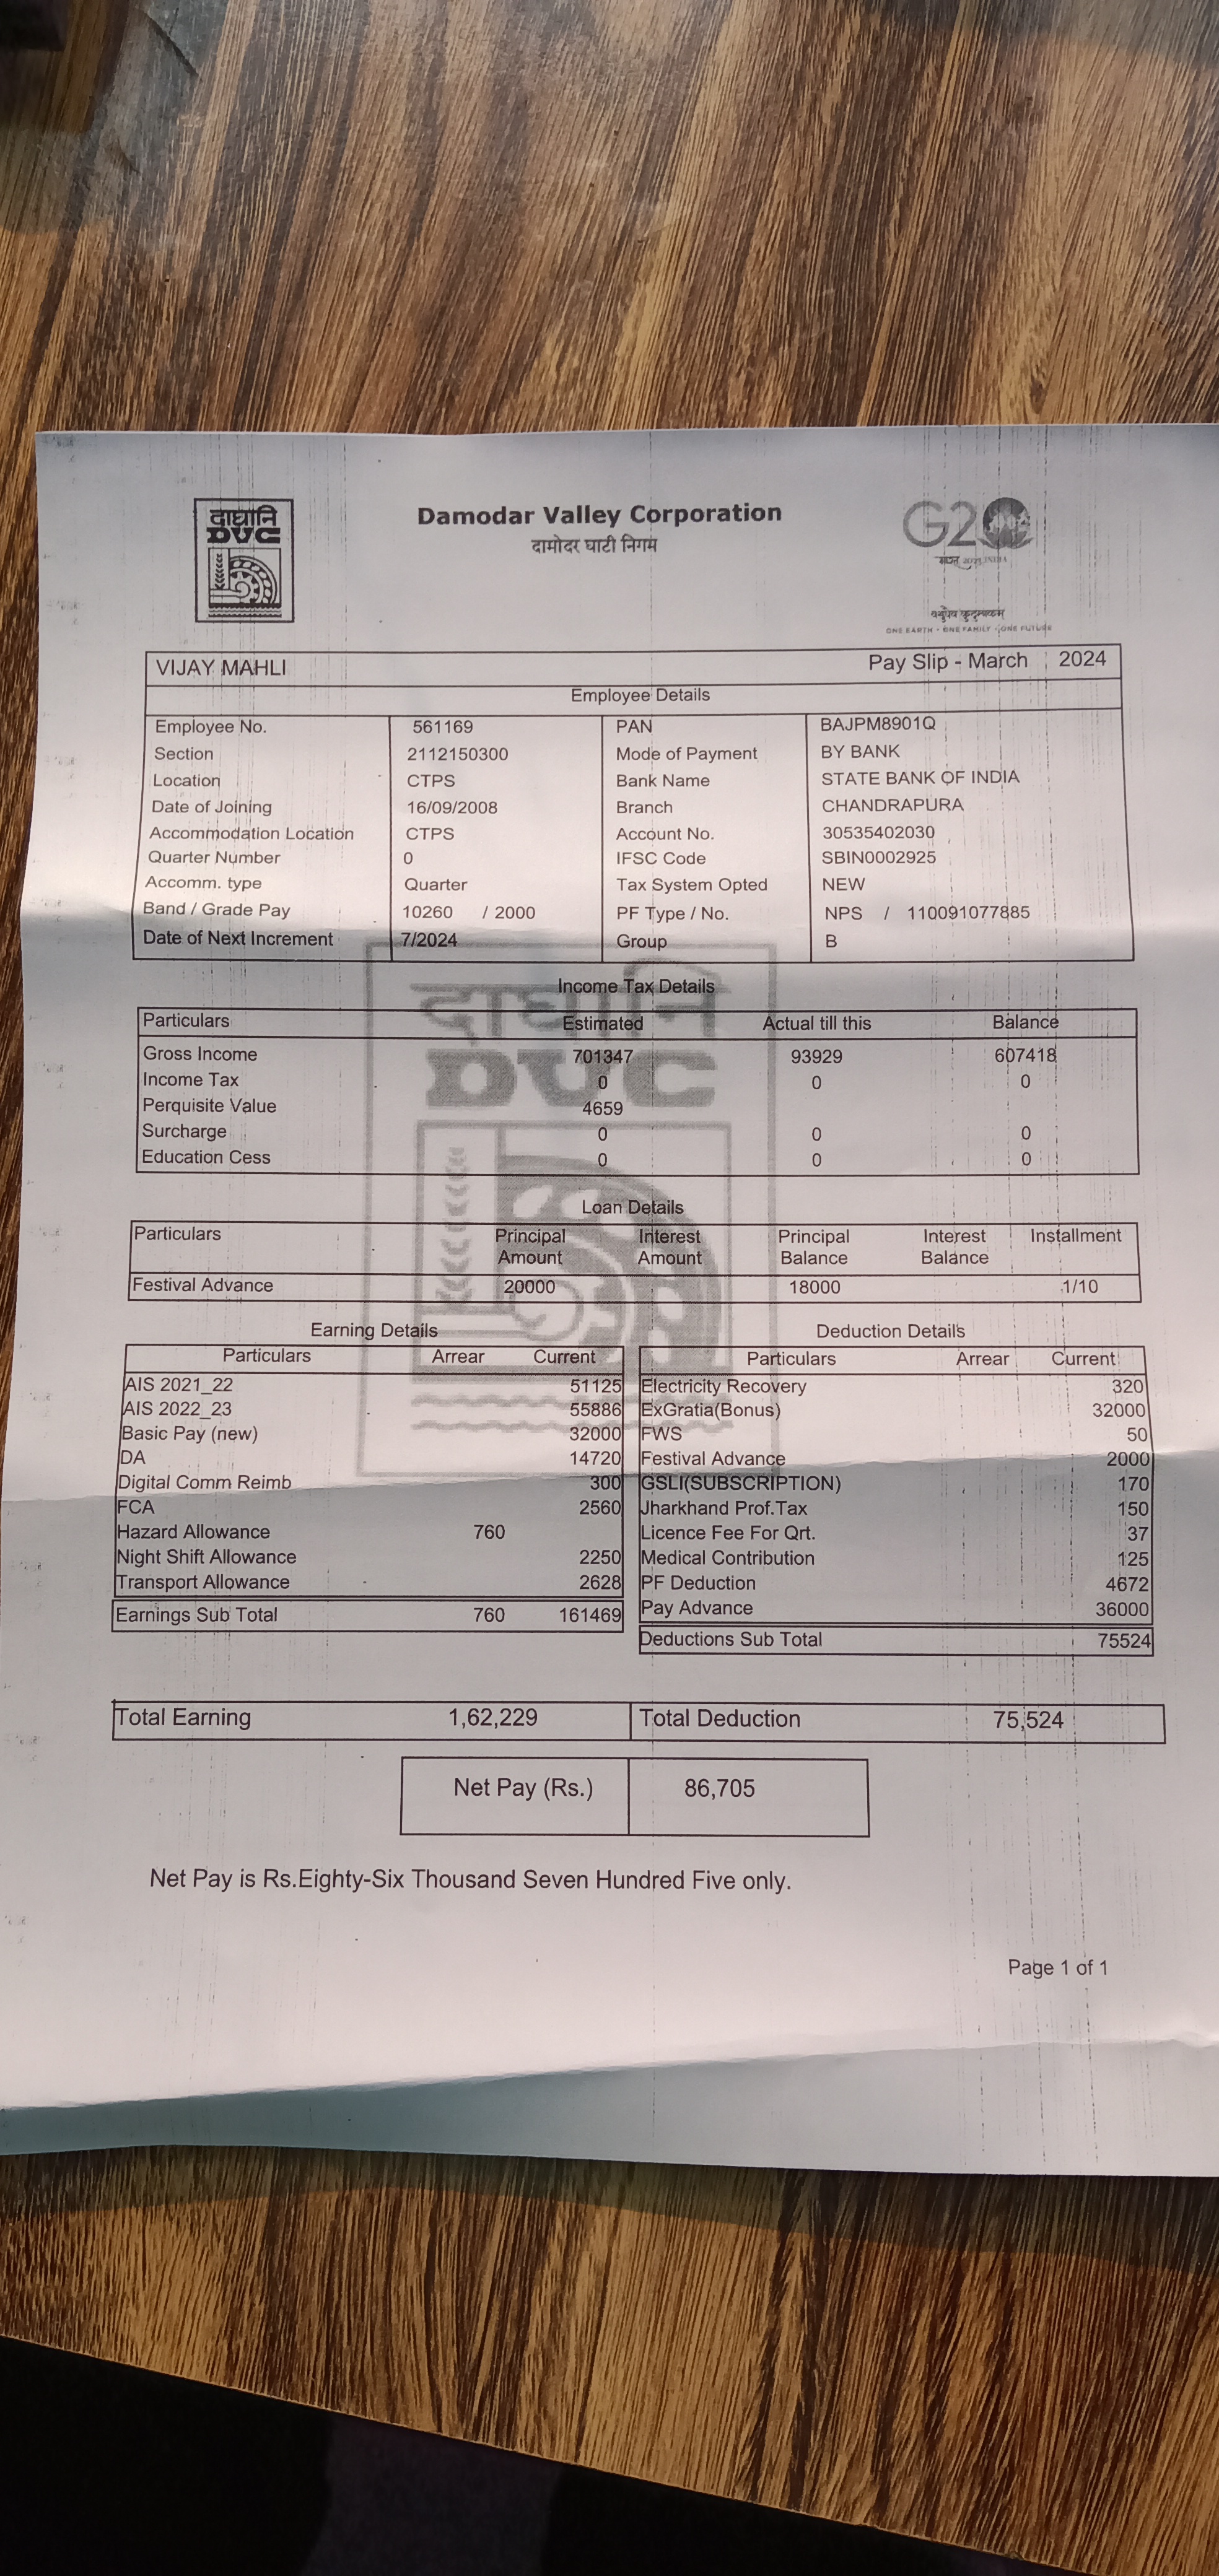 दाघानि
DVC
Damodar Valley Corporation
दामोदर घाटी निगम
G20
भारत 2023 INDIA
वसुधैव कुटुम्बकम्
ONE EARTH • ONE FAMILY • ONE FUTURE
VIJAY MAHLI Pay Slip - March 2024
Employee Details
Employee No. 561169 PAN BAJPM8901Q
Section 2112150300 Mode of Payment BY BANK
Location CTPS Bank Name STATE BANK OF INDIA
Date of Joining 16/09/2008 Branch CHANDRAPURA
Accommodation Location CTPS Account No. 30535402030
Quarter Number 0 IFSC Code SBIN0002925
Accomm. type Quarter Tax System Opted NEW
Band / Grade Pay 10260 / 2000 PF Type / No. NPS / 110091077885
Date of Next Increment 7/2024 Group B
दाघानि
DVC
Income Tax Details
Particulars Estimated Actual till this Balance
Gross Income 701347 93929 607418
Income Tax 0 0 0
Perquisite Value 4659
Surcharge 0 0 0
Education Cess 0 0 0
Loan Details
Particulars Principal Amount Interest Amount Principal Balance Interest Balance Installment
Festival Advance 20000 18000 1/10
Earning Details Deduction Details
Particulars Arrear Current Particulars Arrear Current
AIS 2021_22 51125 Electricity Recovery 320
AIS 2022_23 55886 ExGratia(Bonus) 32000
Basic Pay (new) 32000 FWS 50
DA 14720 Festival Advance 2000
Digital Comm Reimb 300 GSLI(SUBSCRIPTION) 170
FCA 2560 Jharkhand Prof.Tax 150
Hazard Allowance 760 Licence Fee For Qrt. 37
Night Shift Allowance 2250 Medical Contribution 125
Transport Allowance 2628 PF Deduction 4672
Pay Advance 36000
Earnings Sub Total 760 161469
Deductions Sub Total 75524
Total Earning 1,62,229 Total Deduction 75,524
Net Pay (Rs.) 86,705
Net Pay is Rs.Eighty-Six Thousand Seven Hundred Five only.
Page 1 of 1